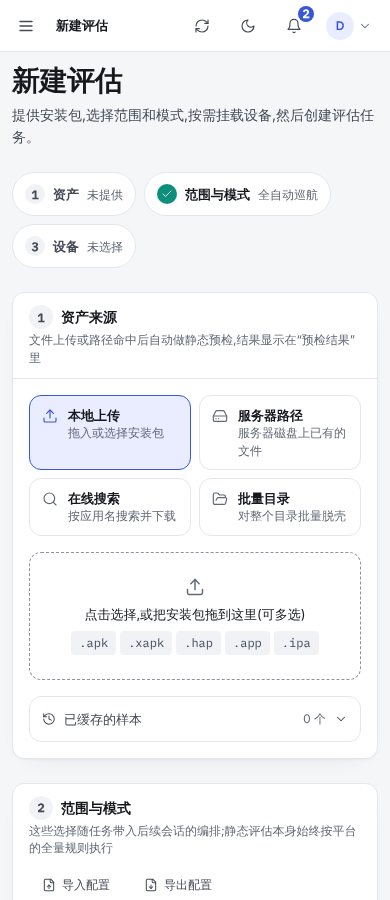 新建评估
2
D
新建评估
提供安装包,选择范围和模式,按需挂载设备,然后创建评估任
务。
1 资产 未提供
范围与模式 全自动巡航
3 设备 未选择
1 资产来源
文件上传或路径命中后自动做静态预检,结果显示在"预检结果"
里
本地上传
拖入或选择安装包
服务器路径
服务器磁盘上已有的
文件
在线搜索
按应用名搜索并下载
批量目录
对整个目录批量脱壳
点击选择,或把安装包拖到这里(可多选)
.apk .xapk .hap .app .ipa
已缓存的样本 0 个
2 范围与模式
这些选择随任务带入后续会话的编排;静态评估本身始终按平台
的全量规则执行
导入配置 导出配置